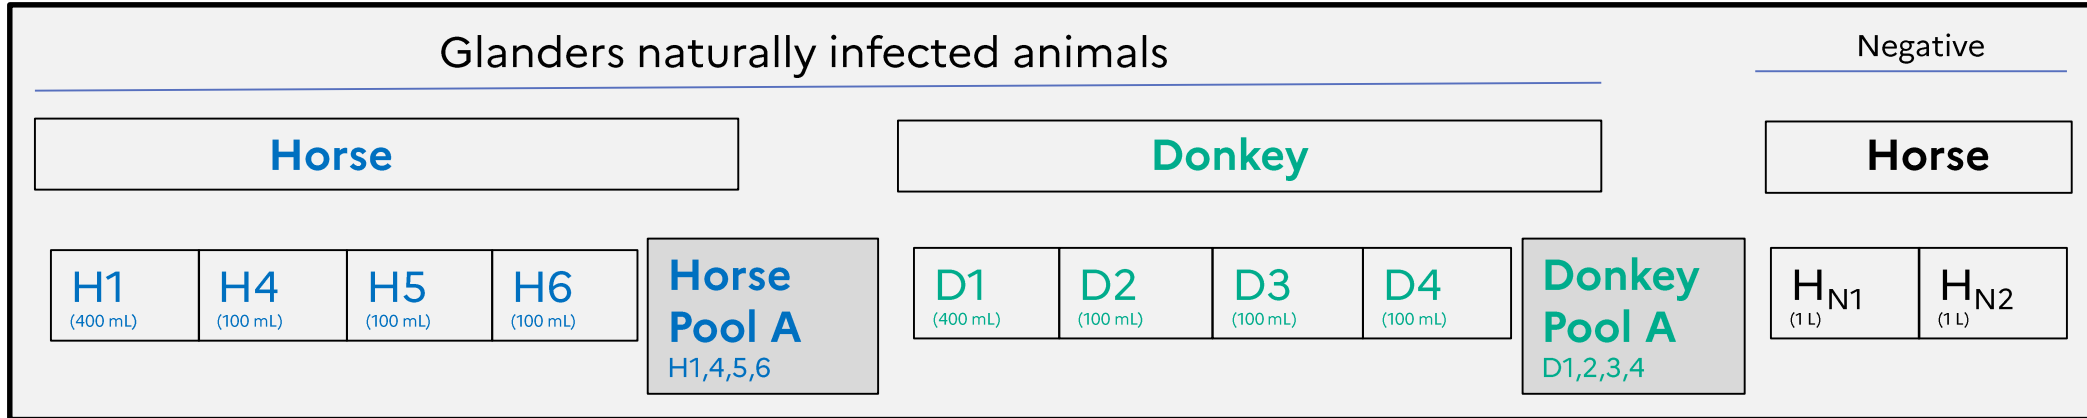 Glanders naturally infected animals
Negative
Horse
Donkey
Horse
H1
(400 mL)
H4
(100 mL)
H5
(100 mL)
H6
(100 mL)
Horse
Pool A
H1,4,5,6
D1
(400 mL)
D2
(100 mL)
D3
(100 mL)
D4
(100 mL)
Donkey
Pool A
D1,2,3,4
HN1
(1 L)
HN2
(1 L)